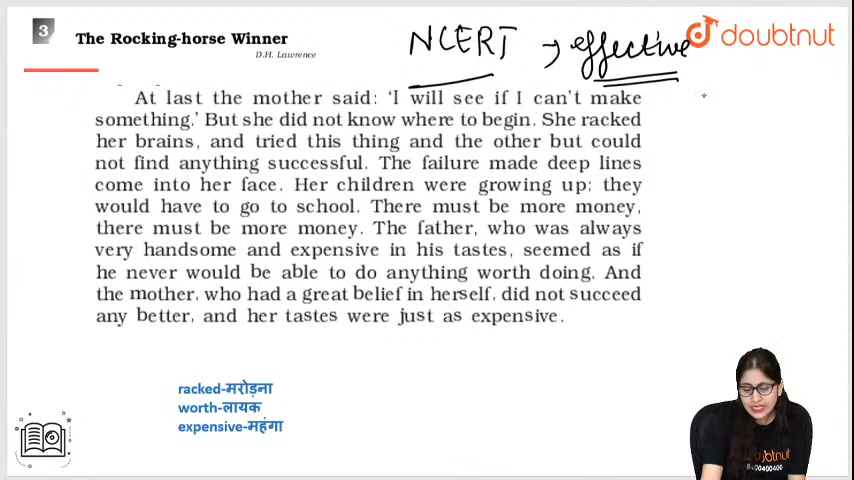 3
The Rocking-horse Winner
D.H. Lawrence
NCERT → effective
doubtnut
At last the mother said: ‘I will see if I can't make
something.’ But she did not know where to begin. She racked
her brains, and tried this thing and the other but could
not find anything successful. The failure made deep lines
come into her face. Her children were growing up; they
would have to go to school. There must be more money,
there must be more money. The father, who was always
very handsome and expensive in his tastes, seemed as if
he never would be able to do anything worth doing. And
the mother, who had a great belief in herself, did not succeed
any better, and her tastes were just as expensive.
racked-मरोड़ना
worth-लायक
expensive-महंगा
doubtnut